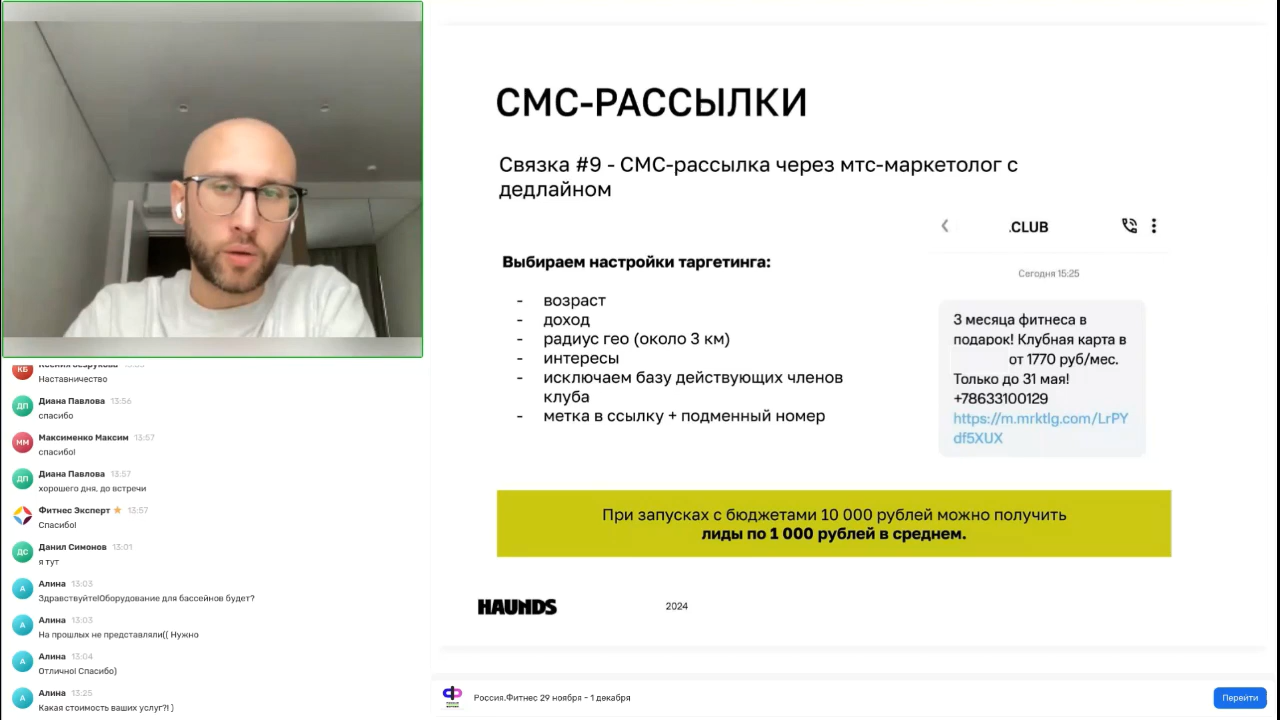 СМС-РАССЫЛКИ
Связка #9 - СМС-рассылка через мтс-маркетолог с
дедлайном
Выбираем настройки таргетинга:
- возраст
- доход
- радиус гео (около 3 км)
- интересы
- исключаем базу действующих членов
клуба
- метка в ссылку + подменный номер
.CLUB
Сегодня 15:25
3 месяца фитнеса в
подарок! Клубная карта в
от 1770 руб/мес.
Только до 31 мая!
+78633100129
https://m.mrktlg.com/LrPY
df5XUX
При запусках с бюджетами 10 000 рублей можно получить
лиды по 1 000 рублей в среднем.
HAUNDS
2024
КБ
Наставничество
ДП Диана Павлова 13:56
спасибо
ММ Максименко Максим 13:57
спасибо!
ДП Диана Павлова 13:57
хорошего дня, до встречи
Фитнес Эксперт 13:57
Спасибо!
ДС Данил Симонов 13:01
я тут
А Алина 13:03
Здравствуйте!Оборудование для бассейнов будет?
А Алина 13:03
На прошлых не представляли(( Нужно
А Алина 13:04
Отлично! Спасибо)
А Алина 13:25
Какая стоимость ваших услуг?! )
Россия.Фитнес 29 ноября - 1 декабря
Перейти